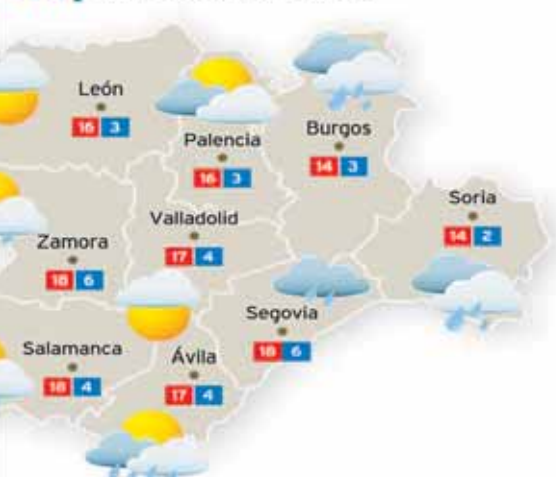 León
16 3
Palencia
16 3
Burgos
14 3
Soria
14 2
Valladolid
17 4
Zamora
18 6
Segovia
18 6
Salamanca
18 4
Ávila
17 4